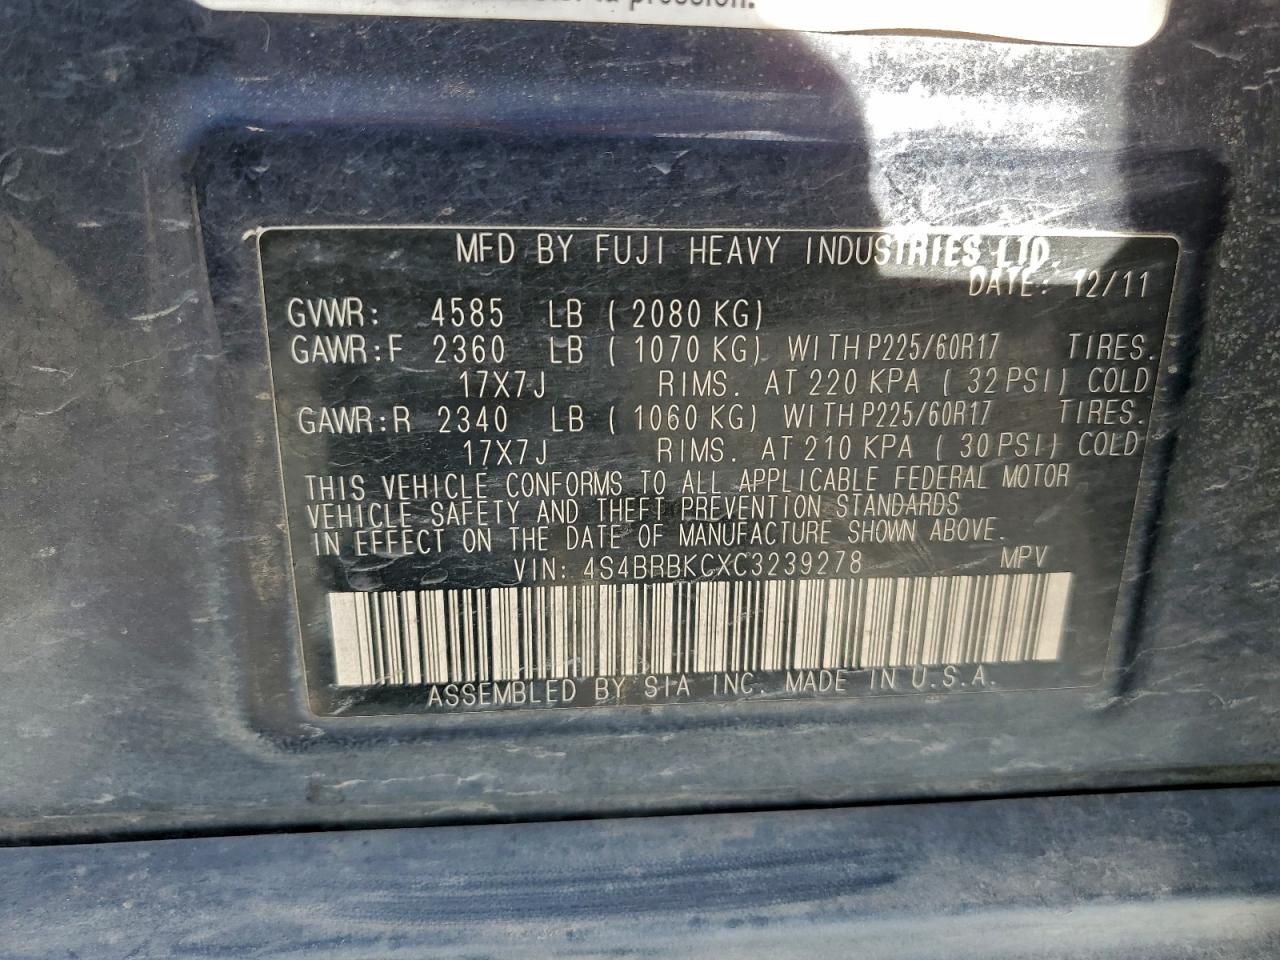 la pression.
MFD BY FUJI HEAVY INDUSTRIES LTD.
DATE: 12/11
GVWR: 4585 LB ( 2080 KG)
GAWR:F 2360 LB ( 1070 KG) WITH P225/60R17 TIRES.
17X7J RIMS. AT 220 KPA ( 32 PSI) COLD
GAWR:R 2340 LB ( 1060 KG) WITH P225/60R17 TIRES.
17X7J RIMS. AT 210 KPA ( 30 PSI) COLD
THIS VEHICLE CONFORMS TO ALL APPLICABLE FEDERAL MOTOR
VEHICLE SAFETY AND THEFT PREVENTION STANDARDS
IN EFFECT ON THE DATE OF MANUFACTURE SHOWN ABOVE.
VIN: 4S4BRBKCXC3239278 MPV
ASSEMBLED BY SIA INC. MADE IN U.S.A.